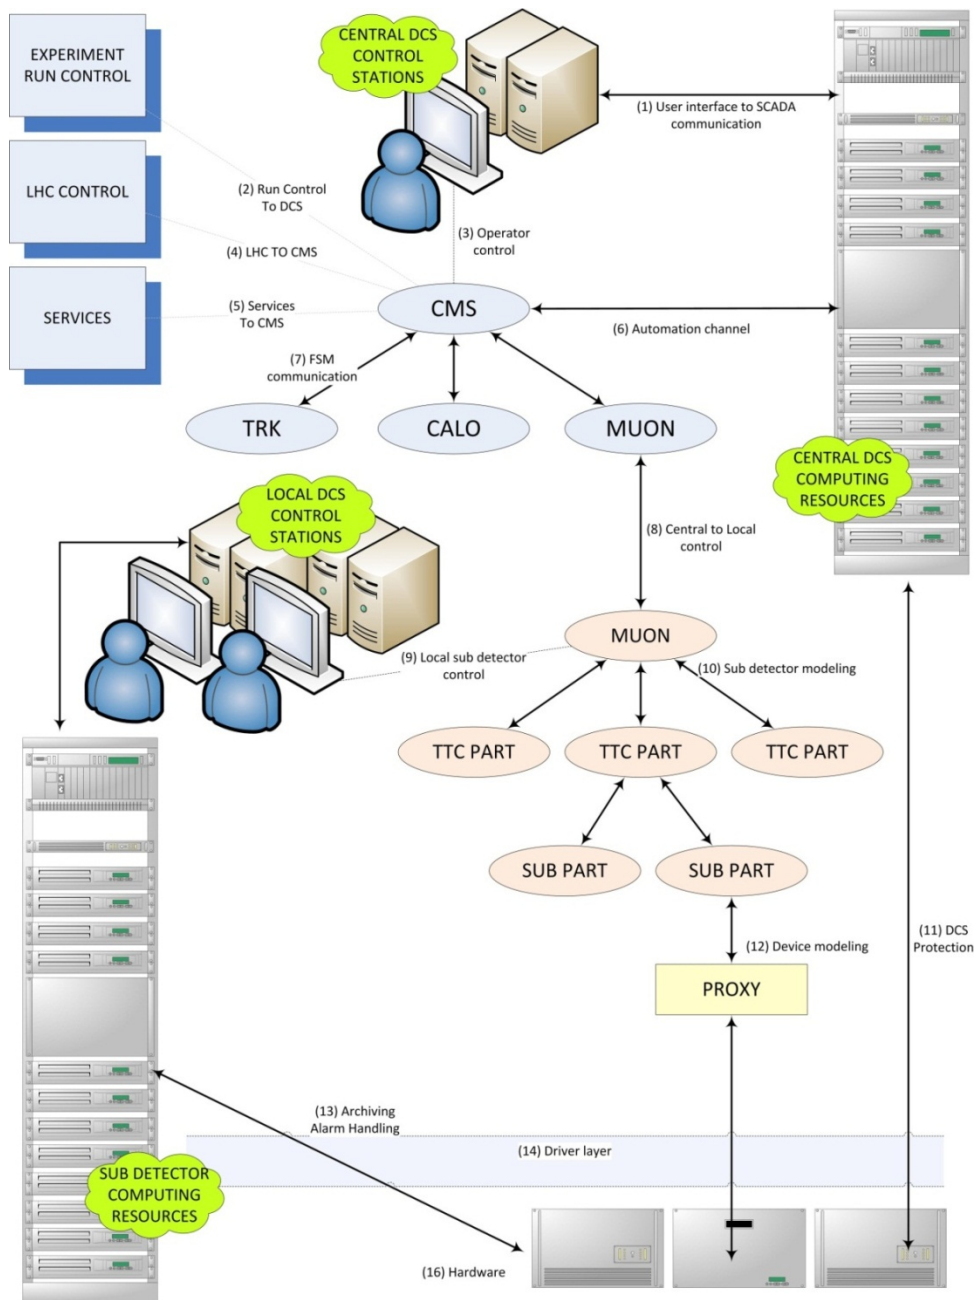 EXPERIMENT
RUN CONTROL
CENTRAL DCS
CONTROL
STATIONS
(1) User interface to SCADA
communication
LHC CONTROL
(2) Run Control
To DCS
(3) Operator
control
(4) LHC TO CMS
SERVICES
(5) Services
To CMS
CMS
(6) Automation channel
(7) FSM
communication
TRK
CALO
MUON
CENTRAL DCS
COMPUTING
RESOURCES
LOCAL DCS
CONTROL
STATIONS
(8) Central to Local
control
MUON
(9) Local sub detector
control
(10) Sub detector modeling
TTC PART
TTC PART
TTC PART
SUB PART
SUB PART
(11) DCS
Protection
(12) Device modeling
PROXY
(13) Archiving
Alarm Handling
(14) Driver layer
SUB DETECTOR
COMPUTING
RESOURCES
(16) Hardware